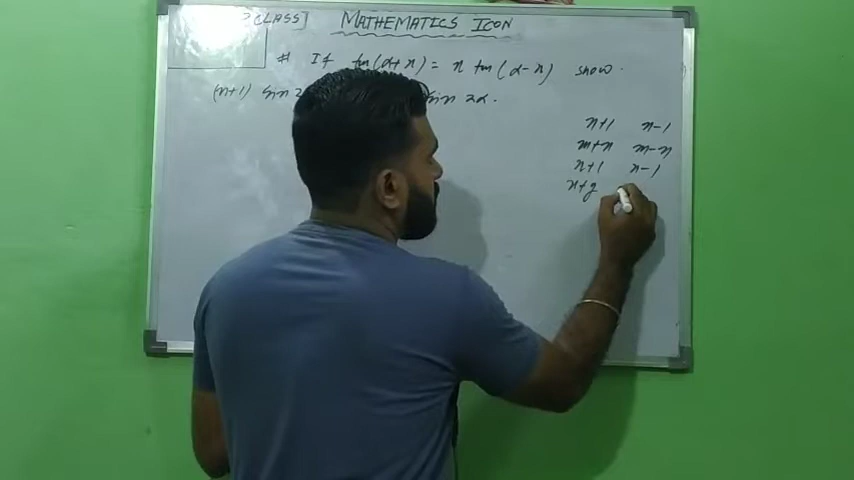 CLASS] MATHEMATICS ICON
# If tan(α+x) = n tan(α-x) show
(n+1) Sin 2 Sin 2α.
n+1 n-1
m+n m-n
x+1 x-1
x+y